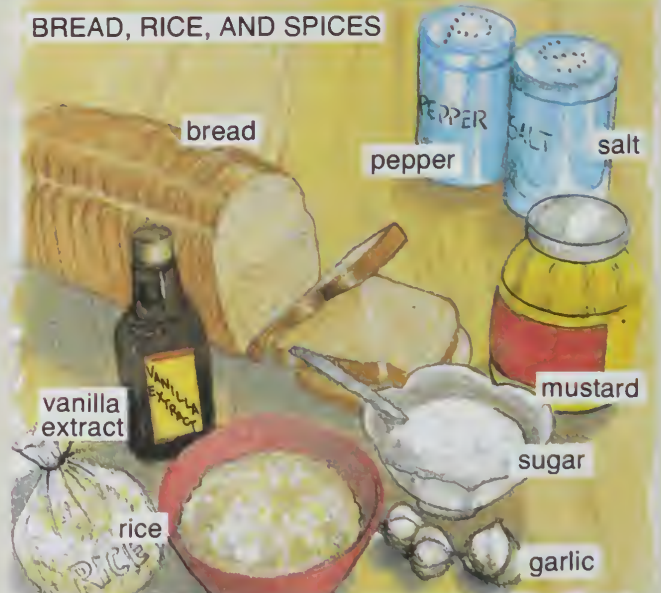 BREAD, RICE, AND SPICES
bread
PEPPER
SALT
pepper
salt
VANILLA
EXTRACT
mustard
vanilla
extract
sugar
rice
RICE
garlic